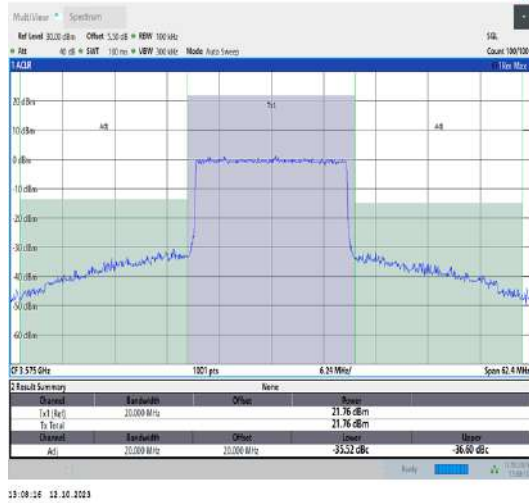 MultiView Spectrum
Ref Level 30.00 dBm Offset 5.50 dB RBW 100 kHz SGL
Att 40 dB SWT 100 ms VBW 300 kHz Mode Auto Sweep Count 100/100
1 ACLR 1Rm Max
20 dBm
Tx1
10 dBm
Adj Adj
0 dBm
-10 dBm
-20 dBm
-30 dBm
-40 dBm
-50 dBm
-60 dBm
CF 3.575 GHz 1001 pts 6.24 MHz/ Span 62.4 MHz
2 Result Summary None
Channel Bandwidth Offset Power
Tx1 (Ref) 20.000 MHz 21.76 dBm
Tx Total 21.76 dBm
Channel Bandwidth Offset Lower Upper
Adj 20.000 MHz 20.000 MHz -35.52 dBc -36.60 dBc
Ready
13:08:16 12.10.2023